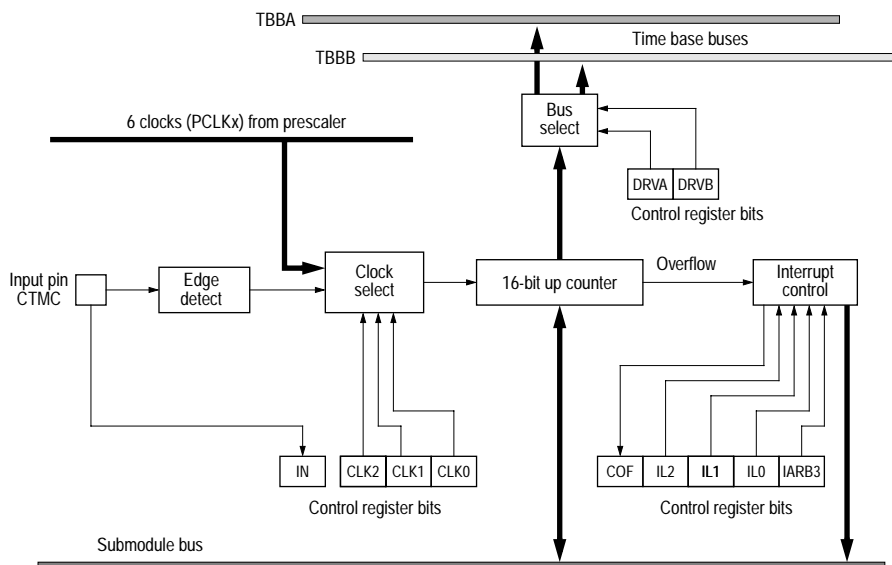 TBBA
Time base buses
TBBB
Bus
select
6 clocks (PCLKx) from prescaler
DRVA DRVB
Control register bits
Input pin
CTMC
Edge
detect
Clock
select
16-bit up counter
Overflow
Interrupt
control
IN CLK2 CLK1 CLK0
Control register bits
COF IL2 IL1 IL0 IARB3
Control register bits
Submodule bus